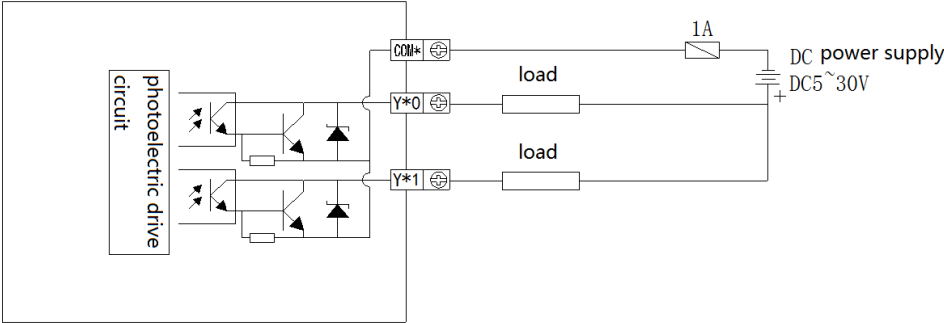 1A
COM*
DC power supply
DC5~30V
+
load
Y*0
photoelectric drive
circuit
load
Y*1